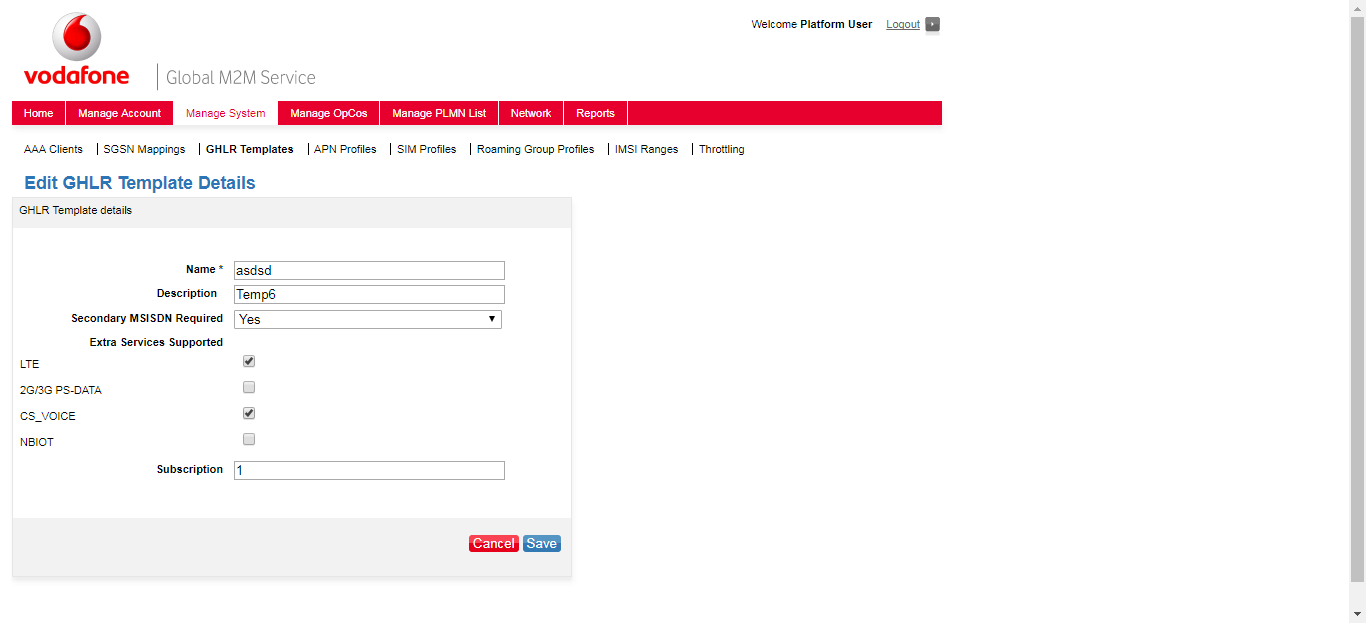 Welcome Platform User Logout
vodafone Global M2M Service
Home Manage Account Manage System Manage OpCos Manage PLMN List Network Reports
AAA Clients SGSN Mappings GHLR Templates APN Profiles SIM Profiles Roaming Group Profiles IMSI Ranges Throttling
Edit GHLR Template Details
GHLR Template details
Name * asdsd
Description Temp6
Secondary MSISDN Required Yes
Extra Services Supported
LTE
2G/3G PS-DATA
CS_VOICE
NBIOT
Subscription 1
Cancel Save